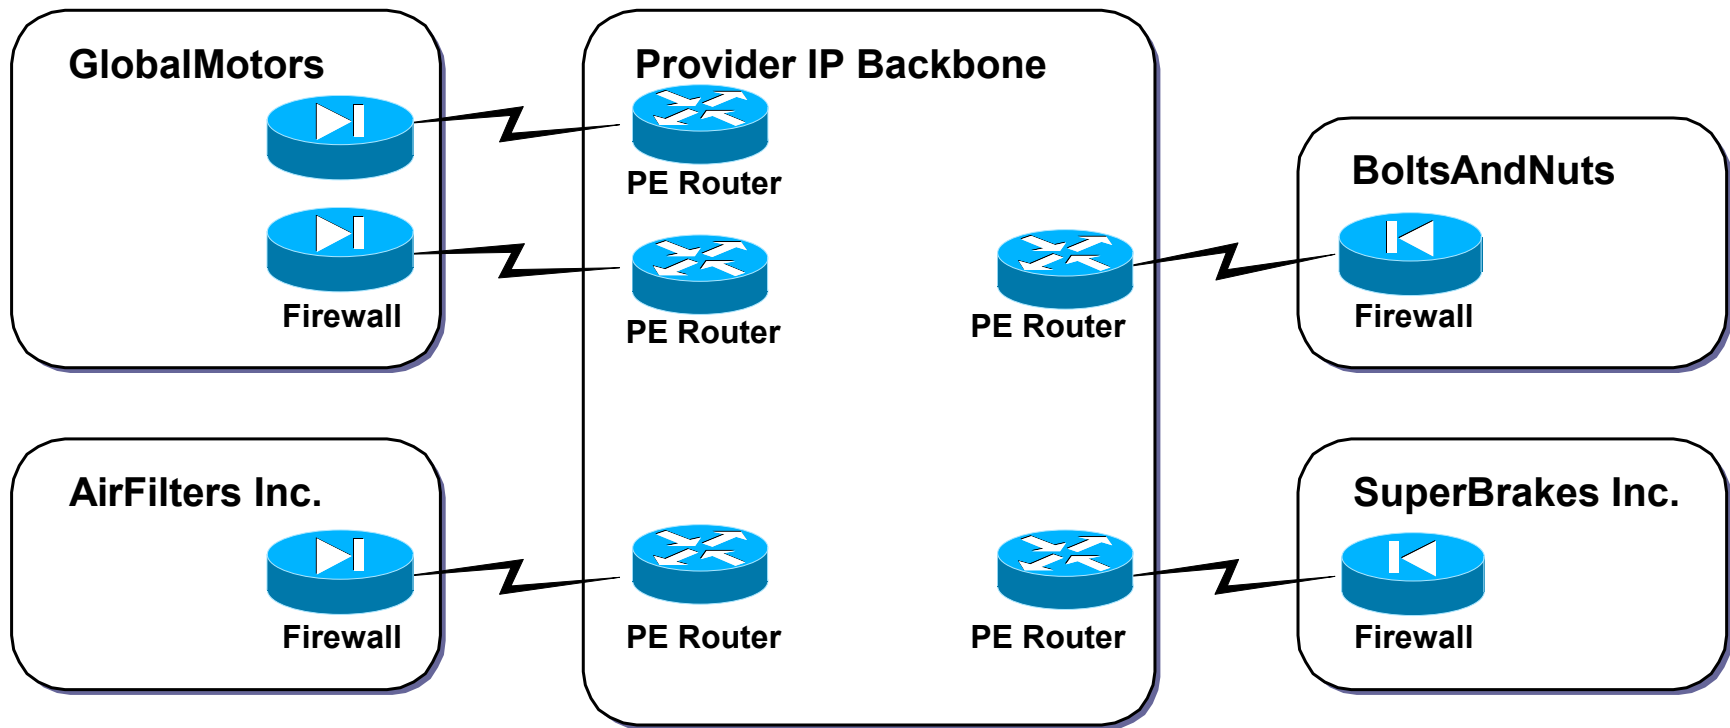 GlobalMotors
Firewall
Provider IP Backbone
PE Router
PE Router
PE Router
BoltsAndNuts
Firewall
AirFilters Inc.
Firewall
PE Router
PE Router
SuperBrakes Inc.
Firewall